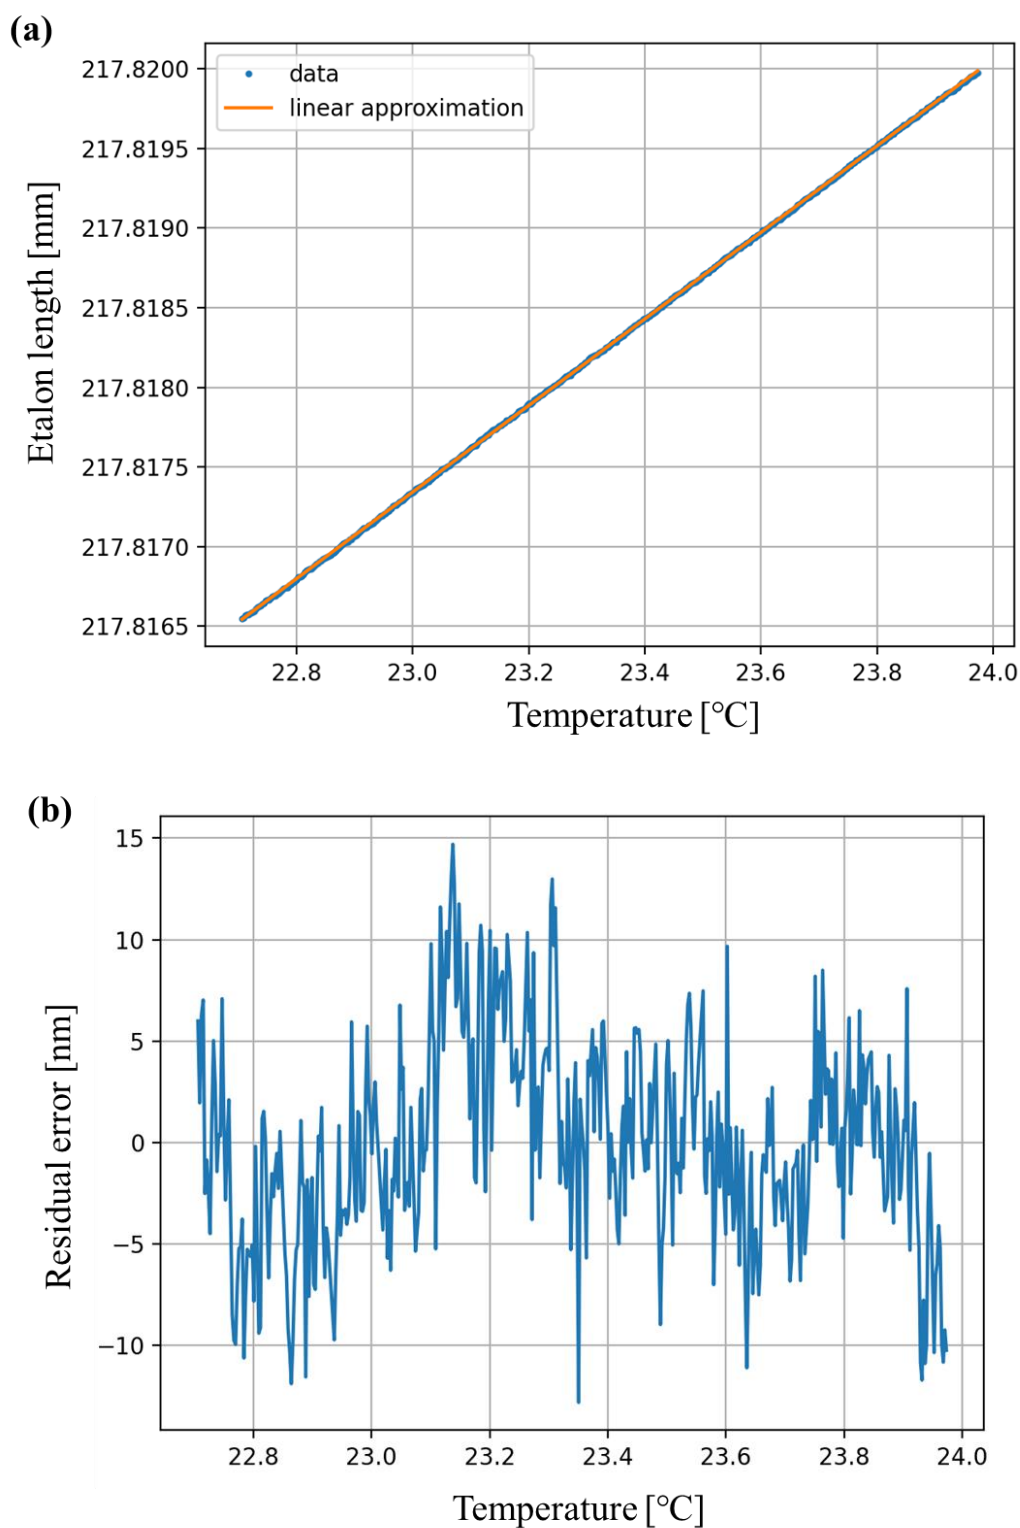 (a)
data
linear approximation
217.8200
217.8195
217.8190
217.8185
217.8180
217.8175
217.8170
217.8165
Etalon length [mm]
22.8 23.0 23.2 23.4 23.6 23.8 24.0
Temperature [°C]
(b)
15
10
5
0
−5
−10
Residual error [nm]
22.8 23.0 23.2 23.4 23.6 23.8 24.0
Temperature [°C]